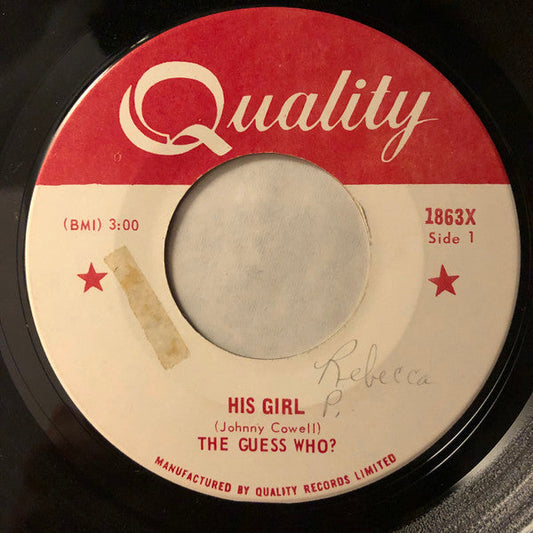 Quality
(BMI) 3:00
1863X
Side 1
Rebecca
P.
HIS GIRL
(Johnny Cowell)
THE GUESS WHO?
MANUFACTURED BY QUALITY RECORDS LIMITED